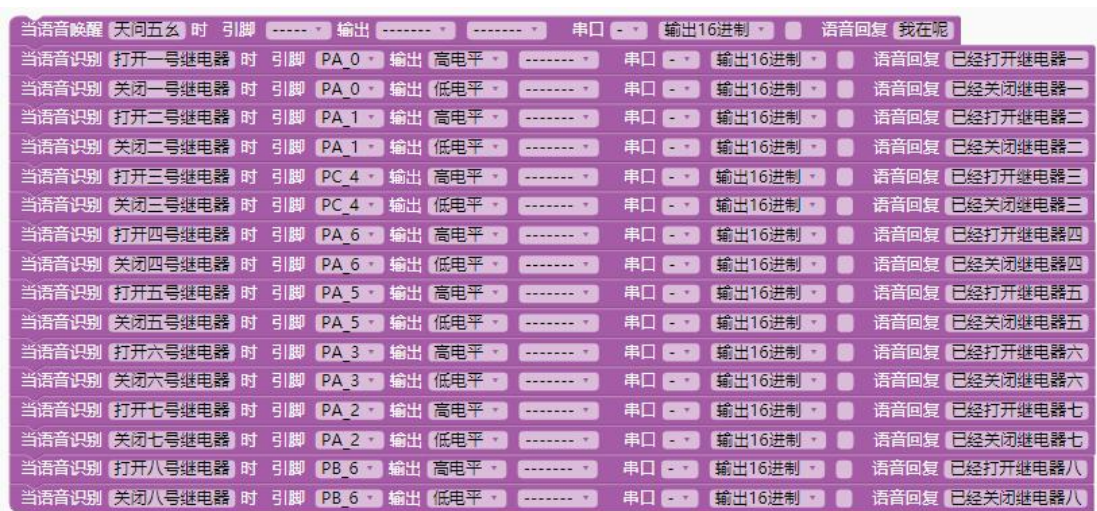 当语音唤醒 天问五幺 时 引脚 ----- 输出 ------- ------- 串口 - 输出16进制 语音回复 我在呢
当语音识别 打开一号继电器 时 引脚 PA_0 输出 高电平 ------- 串口 - 输出16进制 语音回复 已经打开继电器一
当语音识别 关闭一号继电器 时 引脚 PA_0 输出 低电平 ------- 串口 - 输出16进制 语音回复 已经关闭继电器一
当语音识别 打开二号继电器 时 引脚 PA_1 输出 高电平 ------- 串口 - 输出16进制 语音回复 已经打开继电器二
当语音识别 关闭二号继电器 时 引脚 PA_1 输出 低电平 ------- 串口 - 输出16进制 语音回复 已经关闭继电器二
当语音识别 打开三号继电器 时 引脚 PC_4 输出 高电平 ------- 串口 - 输出16进制 语音回复 已经打开继电器三
当语音识别 关闭三号继电器 时 引脚 PC_4 输出 低电平 ------- 串口 - 输出16进制 语音回复 已经关闭继电器三
当语音识别 打开四号继电器 时 引脚 PA_6 输出 高电平 ------- 串口 - 输出16进制 语音回复 已经打开继电器四
当语音识别 关闭四号继电器 时 引脚 PA_6 输出 低电平 ------- 串口 - 输出16进制 语音回复 已经关闭继电器四
当语音识别 打开五号继电器 时 引脚 PA_5 输出 高电平 ------- 串口 - 输出16进制 语音回复 已经打开继电器五
当语音识别 关闭五号继电器 时 引脚 PA_5 输出 低电平 ------- 串口 - 输出16进制 语音回复 已经关闭继电器五
当语音识别 打开六号继电器 时 引脚 PA_3 输出 高电平 ------- 串口 - 输出16进制 语音回复 已经打开继电器六
当语音识别 关闭六号继电器 时 引脚 PA_3 输出 低电平 ------- 串口 - 输出16进制 语音回复 已经关闭继电器六
当语音识别 打开七号继电器 时 引脚 PA_2 输出 高电平 ------- 串口 - 输出16进制 语音回复 已经打开继电器七
当语音识别 关闭七号继电器 时 引脚 PA_2 输出 低电平 ------- 串口 - 输出16进制 语音回复 已经关闭继电器七
当语音识别 打开八号继电器 时 引脚 PB_6 输出 高电平 ------- 串口 - 输出16进制 语音回复 已经打开继电器八
当语音识别 关闭八号继电器 时 引脚 PB_6 输出 低电平 ------- 串口 - 输出16进制 语音回复 已经关闭继电器八